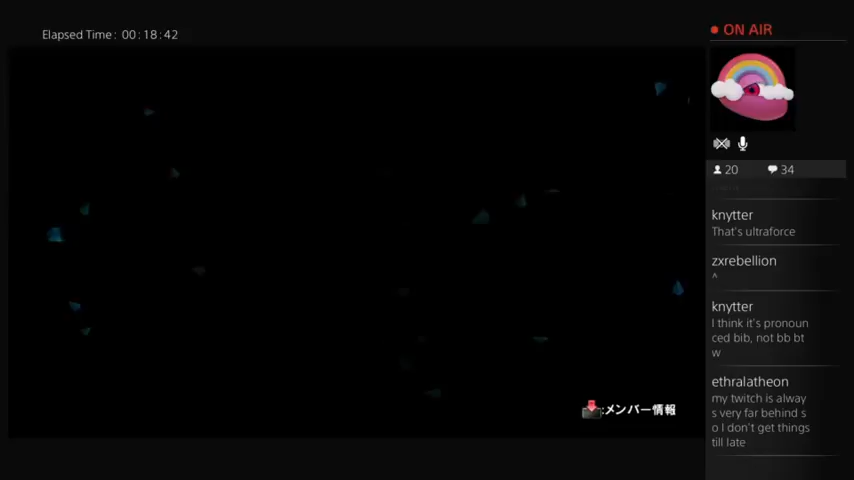 Elapsed Time: 00:18:42
ON AIR
20
34
knytter
That's ultraforce
zxrebellion
^
knytter
I think it's pronoun
ced bib, not bb bt
w
ethralatheon
my twitch is alway
s very far behind s
o I don't get things
till late
:メンバー情報